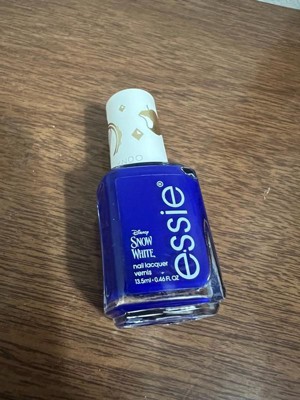 essie®
Disney
SNOW
WHITE
nail lacquer
vernis
13.5ml • 0.46 FL. OZ.